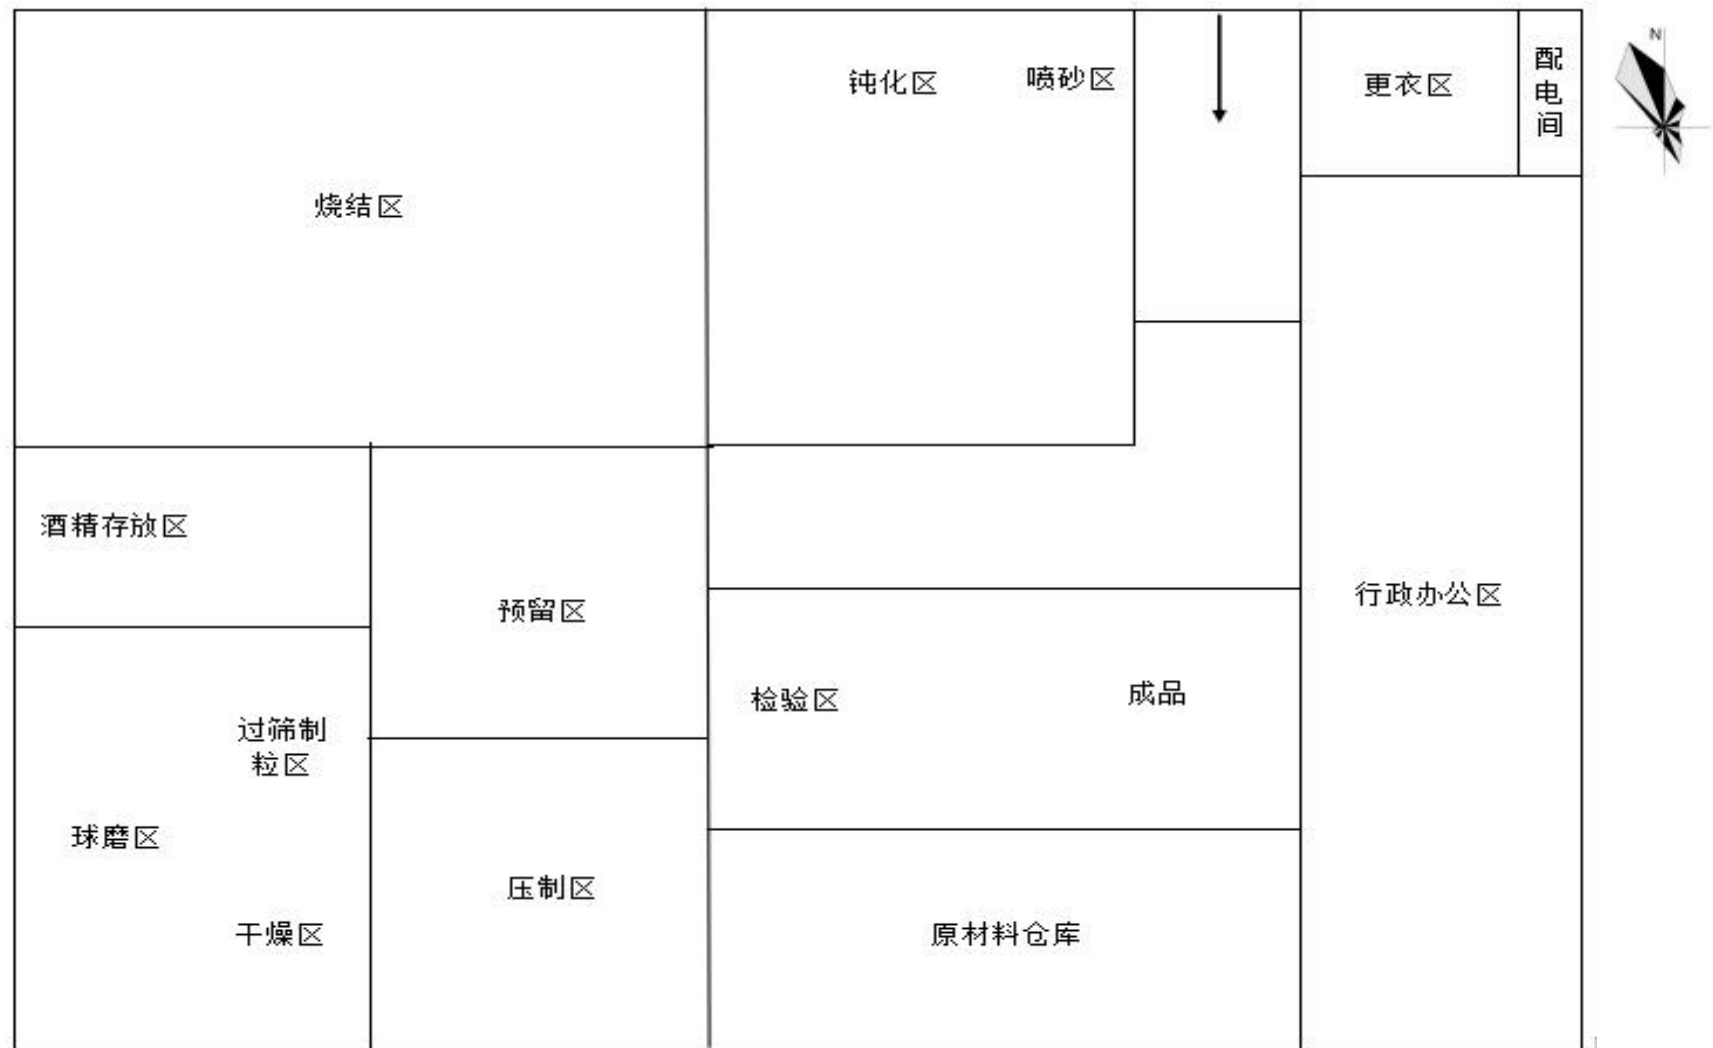 N
钝化区
喷砂区
更衣区
配
电
间
烧结区
酒精存放区
预留区
行政办公区
检验区
成品
过筛制
粒区
球磨区
压制区
干燥区
原材料仓库